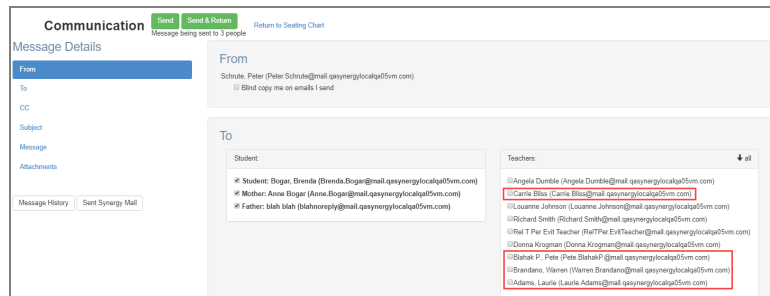 Communication
Send
Send & Return
Return to Seating Chart
Message being sent to 3 people
Message Details
From
To
CC
Subject
Message
Attachments
Message History
Sent Synergy Mail
From
Schrute, Peter (Peter.Schrute@mail.qasynergylocalqa05vm.com)
Blind copy me on emails I send
To
Student:
Student: Bogar, Brenda (Brenda.Bogar@mail.qasynergylocalqa05vm.com)
Mother: Anne Bogar (Anne.Bogar@mail.qasynergylocalqa05vm.com)
Father: blah blah (blahnoreply@mail.qasynergylocalqa05vm.com)
Teachers:
all
Angela Dumble (Angela.Dumble@mail.qasynergylocalqa05vm.com)
Carrie Bliss (Carrie.Bliss@mail.qasynergylocalqa05vm.com)
Louanne Johnson (Louanne.Johnson@mail.qasynergylocalqa05vm.com)
Richard Smith (Richard.Smith@mail.qasynergylocalqa05vm.com)
Rel T Per Evit Teacher (RelTPer.EvitTeacher@mail.qasynergylocalqa05vm.com)
Donna Krogman (Donna.Krogman@mail.qasynergylocalqa05vm.com)
Blahak P., Pete (Pete.BlahakP.@mail.qasynergylocalqa05vm.com)
Brandano, Warren (Warren.Brandano@mail.qasynergylocalqa05vm.com)
Adams, Laurie (Laurie.Adams@mail.qasynergylocalqa05vm.com)